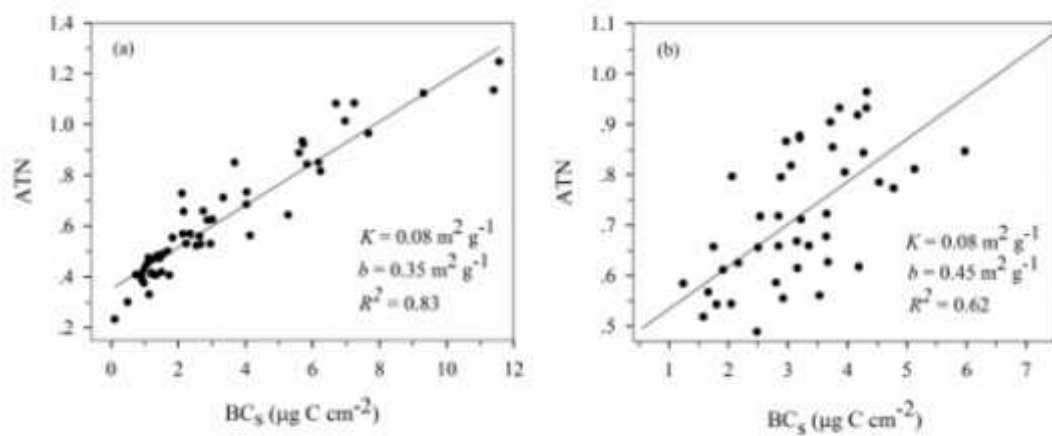 (a)
ATN
1.4
1.2
1.0
.8
.6
.4
.2
K = 0.08 m² g⁻¹
b = 0.35 m² g⁻¹
R² = 0.83
0 2 4 6 8 10 12
BCₛ (µg C cm⁻²)
(b)
ATN
1.1
1.0
.9
.8
.7
.6
.5
K = 0.08 m² g⁻¹
b = 0.45 m² g⁻¹
R² = 0.62
1 2 3 4 5 6 7
BCₛ (µg C cm⁻²)